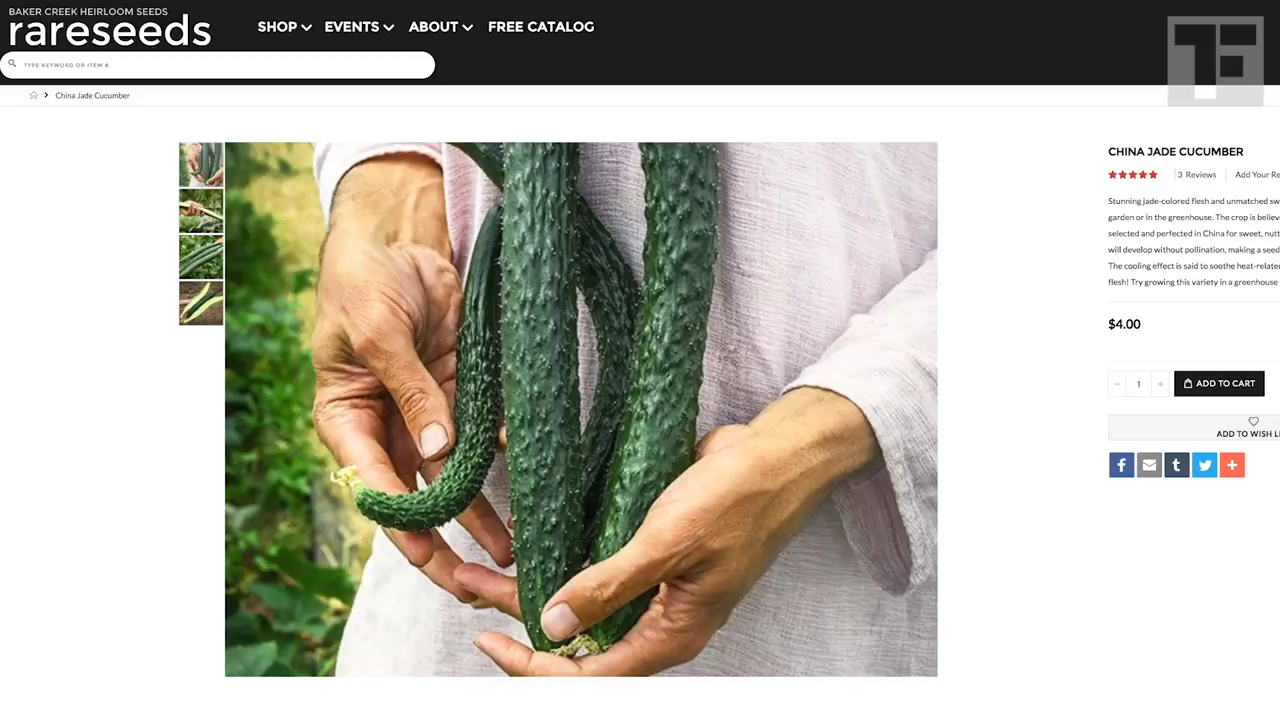 BAKER CREEK HEIRLOOM SEEDS
rareseeds
SHOP EVENTS ABOUT FREE CATALOG
TYPE KEYWORD OR ITEM #
China Jade Cucumber
CHINA JADE CUCUMBER
3 Reviews Add Your Re
Stunning jade-colored flesh and unmatched sw
garden or in the greenhouse. The crop is believ
selected and perfected in China for sweet, nutt
will develop without pollination, making a seed
The cooling effect is said to soothe heat-relate
flesh! Try growing this variety in a greenhouse
$4.00
1
ADD TO CART
ADD TO WISH LI